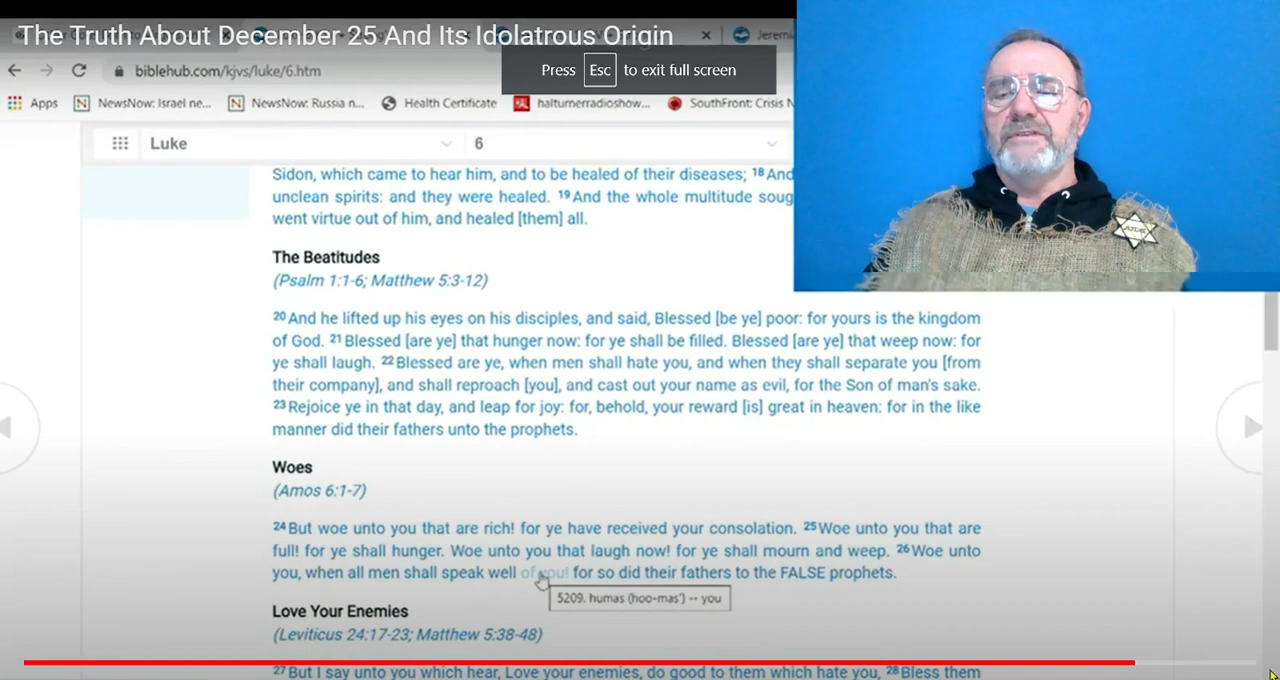 The Truth About December 25 And Its Idolatrous Origin
Press Esc to exit full screen
biblehub.com/kjvs/luke/6.htm
Apps NewsNow: Israel ne... NewsNow: Russia n... Health Certificate halturnerradioshow... SouthFront: Crisis N
Luke 6
Sidon, which came to hear him, and to be healed of their diseases; 18 And
unclean spirits: and they were healed. 19 And the whole multitude soug
went virtue out of him, and healed [them] all.
The Beatitudes
(Psalm 1:1-6; Matthew 5:3-12)
20 And he lifted up his eyes on his disciples, and said, Blessed [be ye] poor: for yours is the kingdom
of God. 21 Blessed [are ye] that hunger now: for ye shall be filled. Blessed [are ye] that weep now: for
ye shall laugh. 22 Blessed are ye, when men shall hate you, and when they shall separate you [from
their company], and shall reproach [you], and cast out your name as evil, for the Son of man's sake.
23 Rejoice ye in that day, and leap for joy: for, behold, your reward [is] great in heaven: for in the like
manner did their fathers unto the prophets.
Woes
(Amos 6:1-7)
24 But woe unto you that are rich! for ye have received your consolation. 25 Woe unto you that are
full! for ye shall hunger. Woe unto you that laugh now! for ye shall mourn and weep. 26 Woe unto
you, when all men shall speak well of you! for so did their fathers to the FALSE prophets.
5209. humas (hoo-mas') -- you
Love Your Enemies
(Leviticus 24:17-23; Matthew 5:38-48)
27 But I say unto you which hear, Love your enemies, do good to them which hate you, 28 Bless them